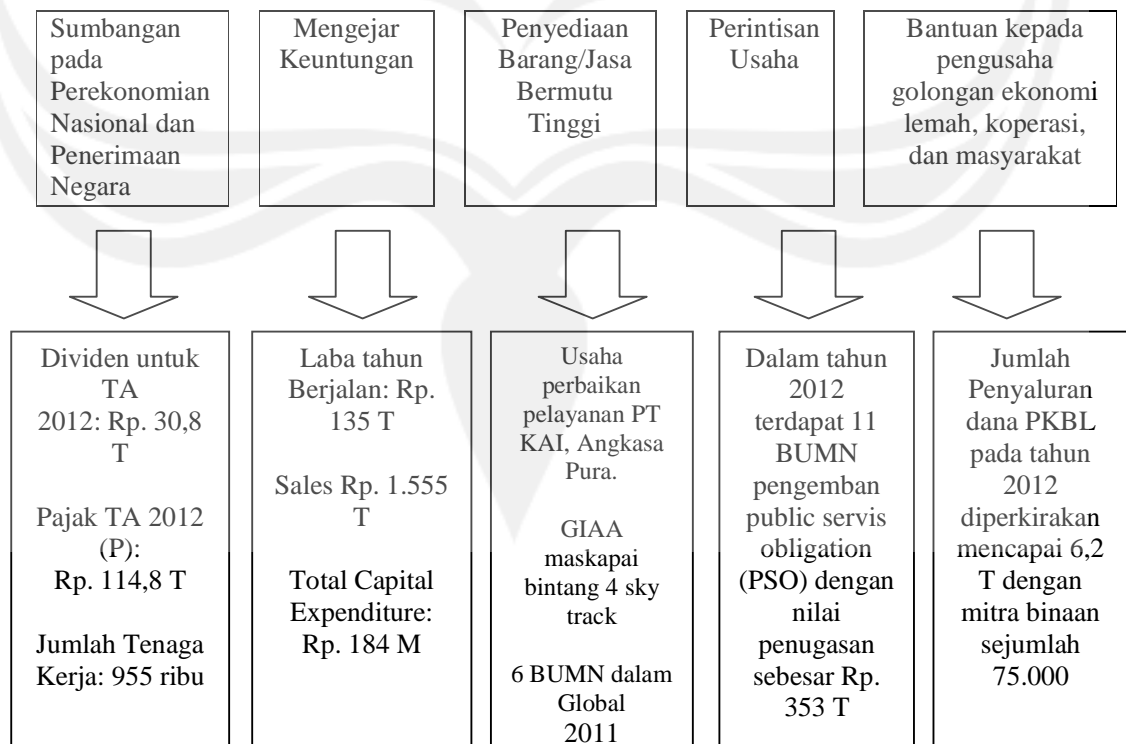 Sumbangan
pada
Perekonomian
Nasional dan
Penerimaan
Negara
Mengejar
Keuntungan
Penyediaan
Barang/Jasa
Bermutu
Tinggi
Perintisan
Usaha
Bantuan kepada
pengusaha
golongan ekonomi
lemah, koperasi,
dan masyarakat
Dividen untuk
TA
2012: Rp. 30,8
T
Pajak TA 2012
(P):
Rp. 114,8 T
Jumlah Tenaga
Kerja: 955 ribu
Laba tahun
Berjalan: Rp.
135 T
Sales Rp. 1.555
T
Total Capital
Expenditure:
Rp. 184 M
Usaha
perbaikan
pelayanan PT
KAI, Angkasa
Pura.
GIAA
maskapai
bintang 4 sky
track
6 BUMN dalam
Global
2011
Dalam tahun
2012
terdapat 11
BUMN
pengemban
public servis
obligation
(PSO) dengan
nilai
penugasan
sebesar Rp.
353 T
Jumlah
Penyaluran
dana PKBL
pada tahun
2012
diperkirakan
mencapai 6,2
T dengan
mitra binaan
sejumlah
75.000